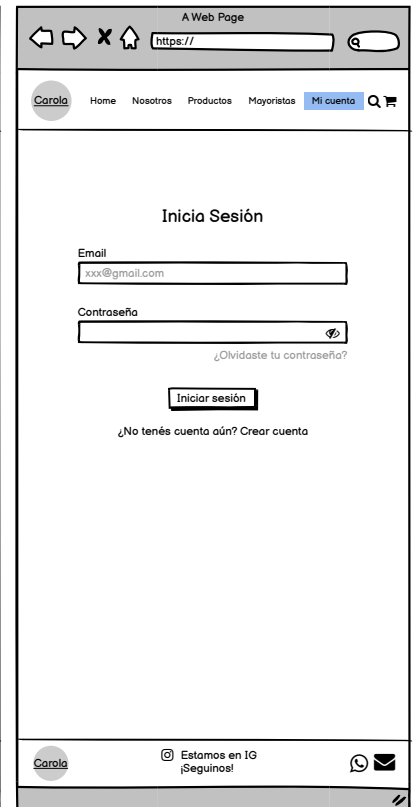 A Web Page
https://
Carola Home Nosotros Productos Mayoristas Mi cuenta
Inicia Sesión
Email
xxx@gmail.com
Contraseña
¿Olvidaste tu contraseña?
Iniciar sesión
¿No tenés cuenta aún? Crear cuenta
Carola
Estamos en IG
¡Seguinos!